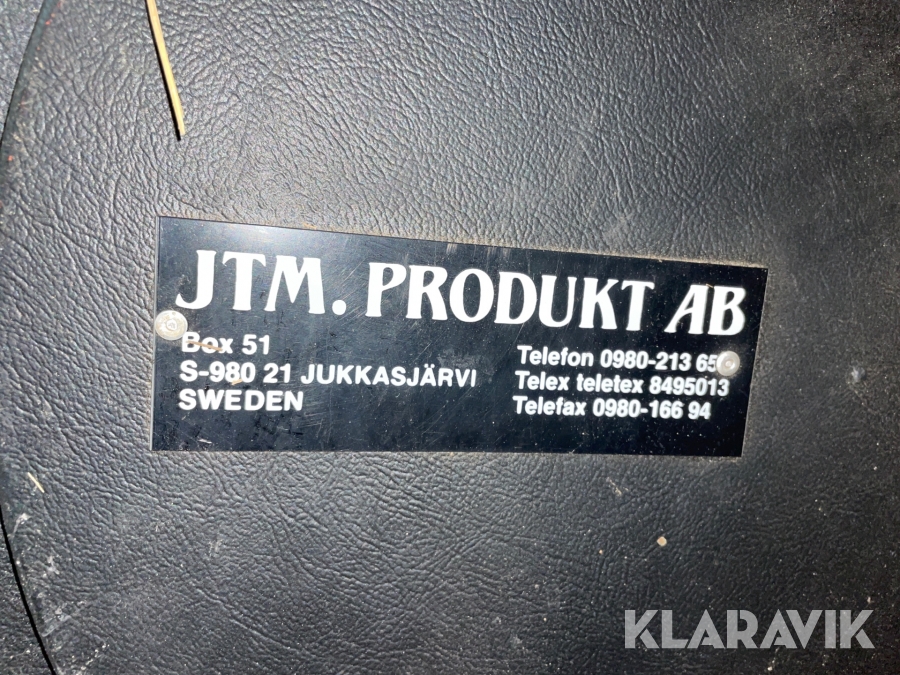 JTM. PRODUKT AB
Box 51
S-980 21 JUKKASJÄRVI
SWEDEN
Telefon 0980-213
Telex teletex 8495013
Telefax 0980-166 94
KLARAVIK